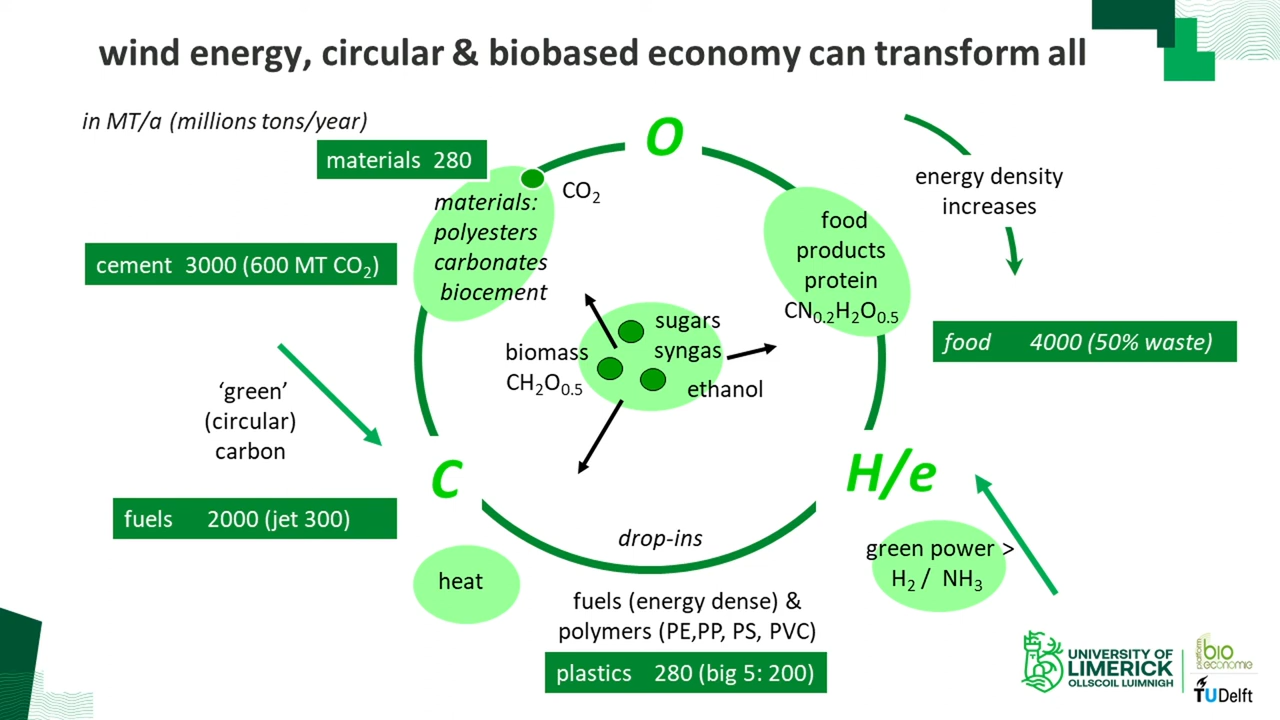 wind energy, circular & biobased economy can transform all
in MT/a (millions tons/year)
materials 280
O
CO₂
energy density
increases
materials:
polyesters
carbonates
biocement
food
products
protein
CN₀.₂H₂O₀.₅
cement 3000 (600 MT CO₂)
sugars
syngas
ethanol
biomass
CH₂O₀.₅
food 4000 (50% waste)
'green'
(circular)
carbon
C
H/e
fuels 2000 (jet 300)
drop-ins
green power >
H₂ / NH₃
heat
fuels (energy dense) &
polymers (PE,PP, PS, PVC)
plastics 280 (big 5: 200)
UNIVERSITY OF
LIMERICK
OLLSCOIL LUIMNIGH
platform
bio
economie
TUDelft